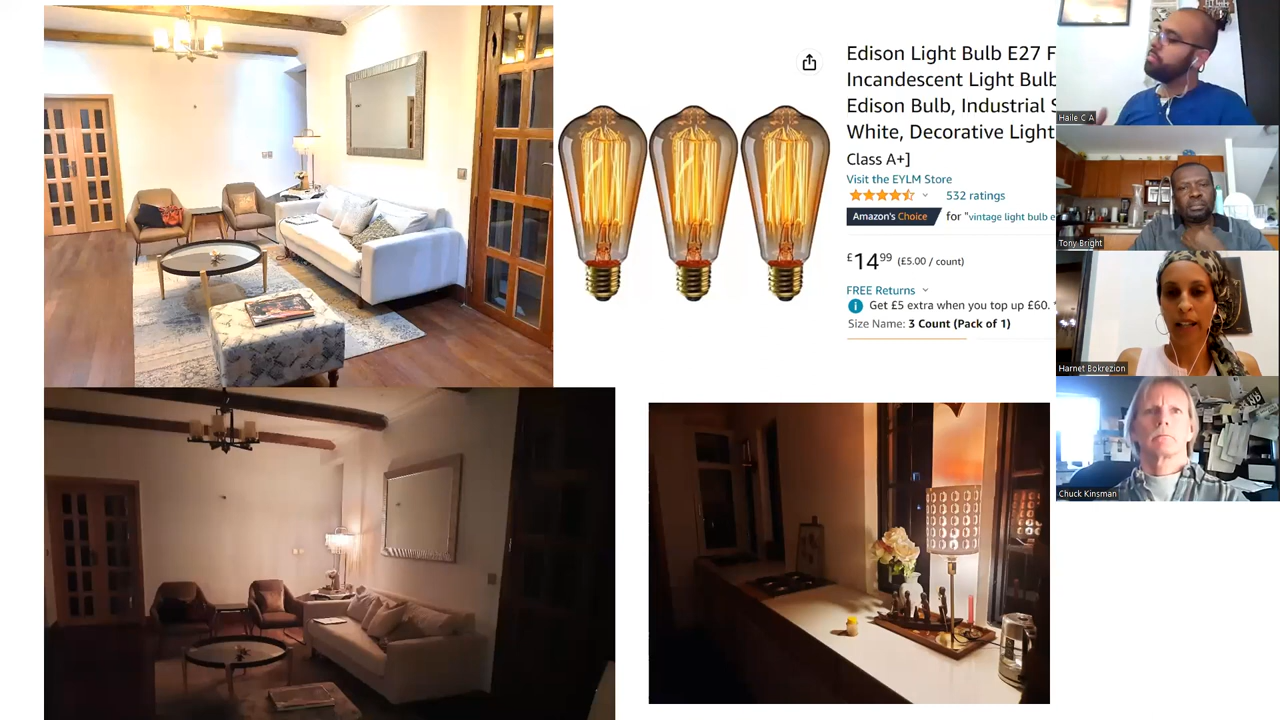 Edison Light Bulb E27 F
Incandescent Light Bulb
Edison Bulb, Industrial S
White, Decorative Light
Class A+]
Visit the EYLM Store
532 ratings
Amazon's Choice for "vintage light bulb e
£14.99 (£5.00 / count)
FREE Returns
Get £5 extra when you top up £60.
Size Name: 3 Count (Pack of 1)
Haile C A
Tony Bright
Harnet Bokrezion
Chuck Kinsman